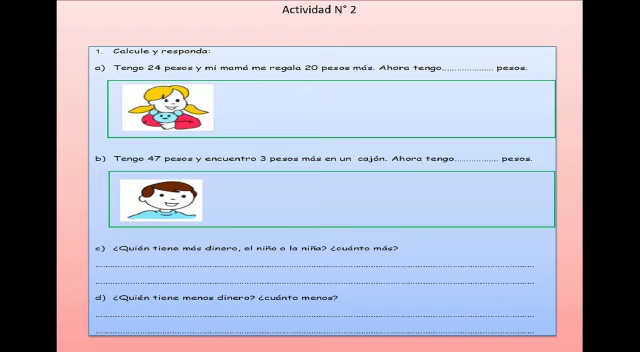 Actividad N° 2
1. Calcule y responda:
a) Tengo 24 pesos y mi mamá me regala 20 pesos más. Ahora tengo................... pesos.
b) Tengo 47 pesos y encuentro 3 pesos más en un cajón. Ahora tengo................ pesos.
c) ¿Quién tiene más dinero, el niño o la niña? ¿cuánto más?
d) ¿Quién tiene menos dinero? ¿cuánto menos?